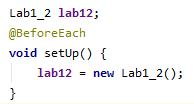 Lab1_2 lab12;
@BeforeEach
void setUp() {
    lab12 = new Lab1_2();
}